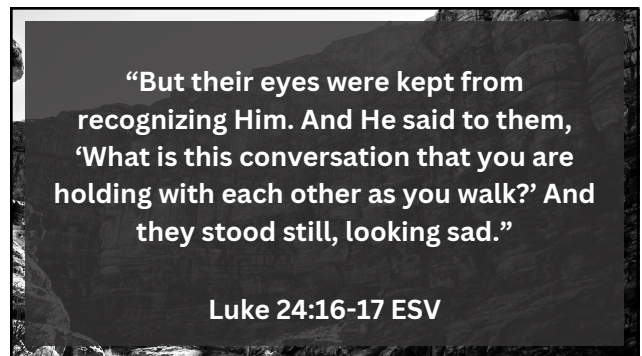 “But their eyes were kept from
recognizing Him. And He said to them,
‘What is this conversation that you are
holding with each other as you walk?’ And
they stood still, looking sad.”
Luke 24:16-17 ESV